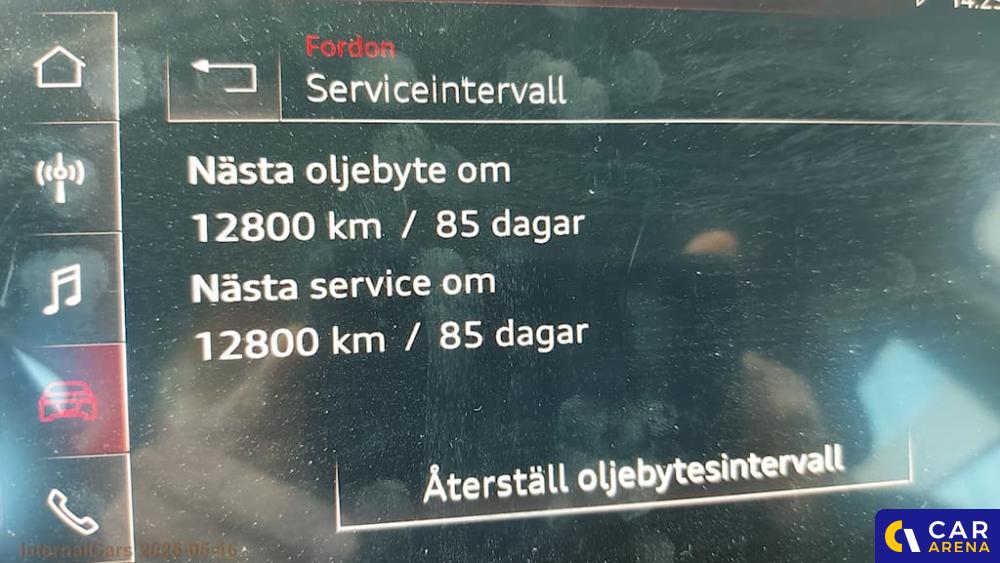 Fordon
Serviceintervall
Nästa oljebyte om
12800 km / 85 dagar
Nästa service om
12800 km / 85 dagar
Återställ oljebytesintervall
InternalCars 2025-05-16
CAR
ARENA